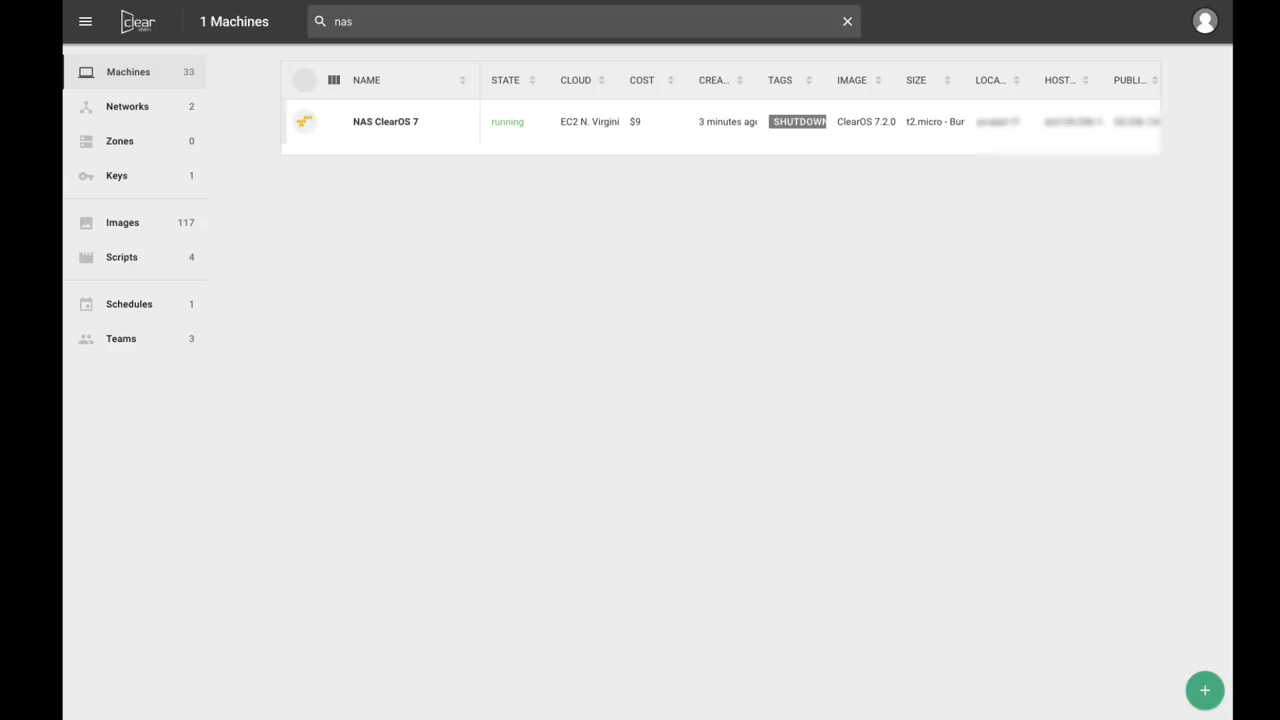 clear
1 Machines
nas
Machines 33
Networks 2
Zones 0
Keys 1
Images 117
Scripts 4
Schedules 1
Teams 3
NAME STATE CLOUD COST CREA... TAGS IMAGE SIZE LOCA... HOST... PUBLI...
NAS ClearOS 7 running EC2 N. Virgini $9 3 minutes ago SHUTDOWN ClearOS 7.2.0 t2.micro - Bur